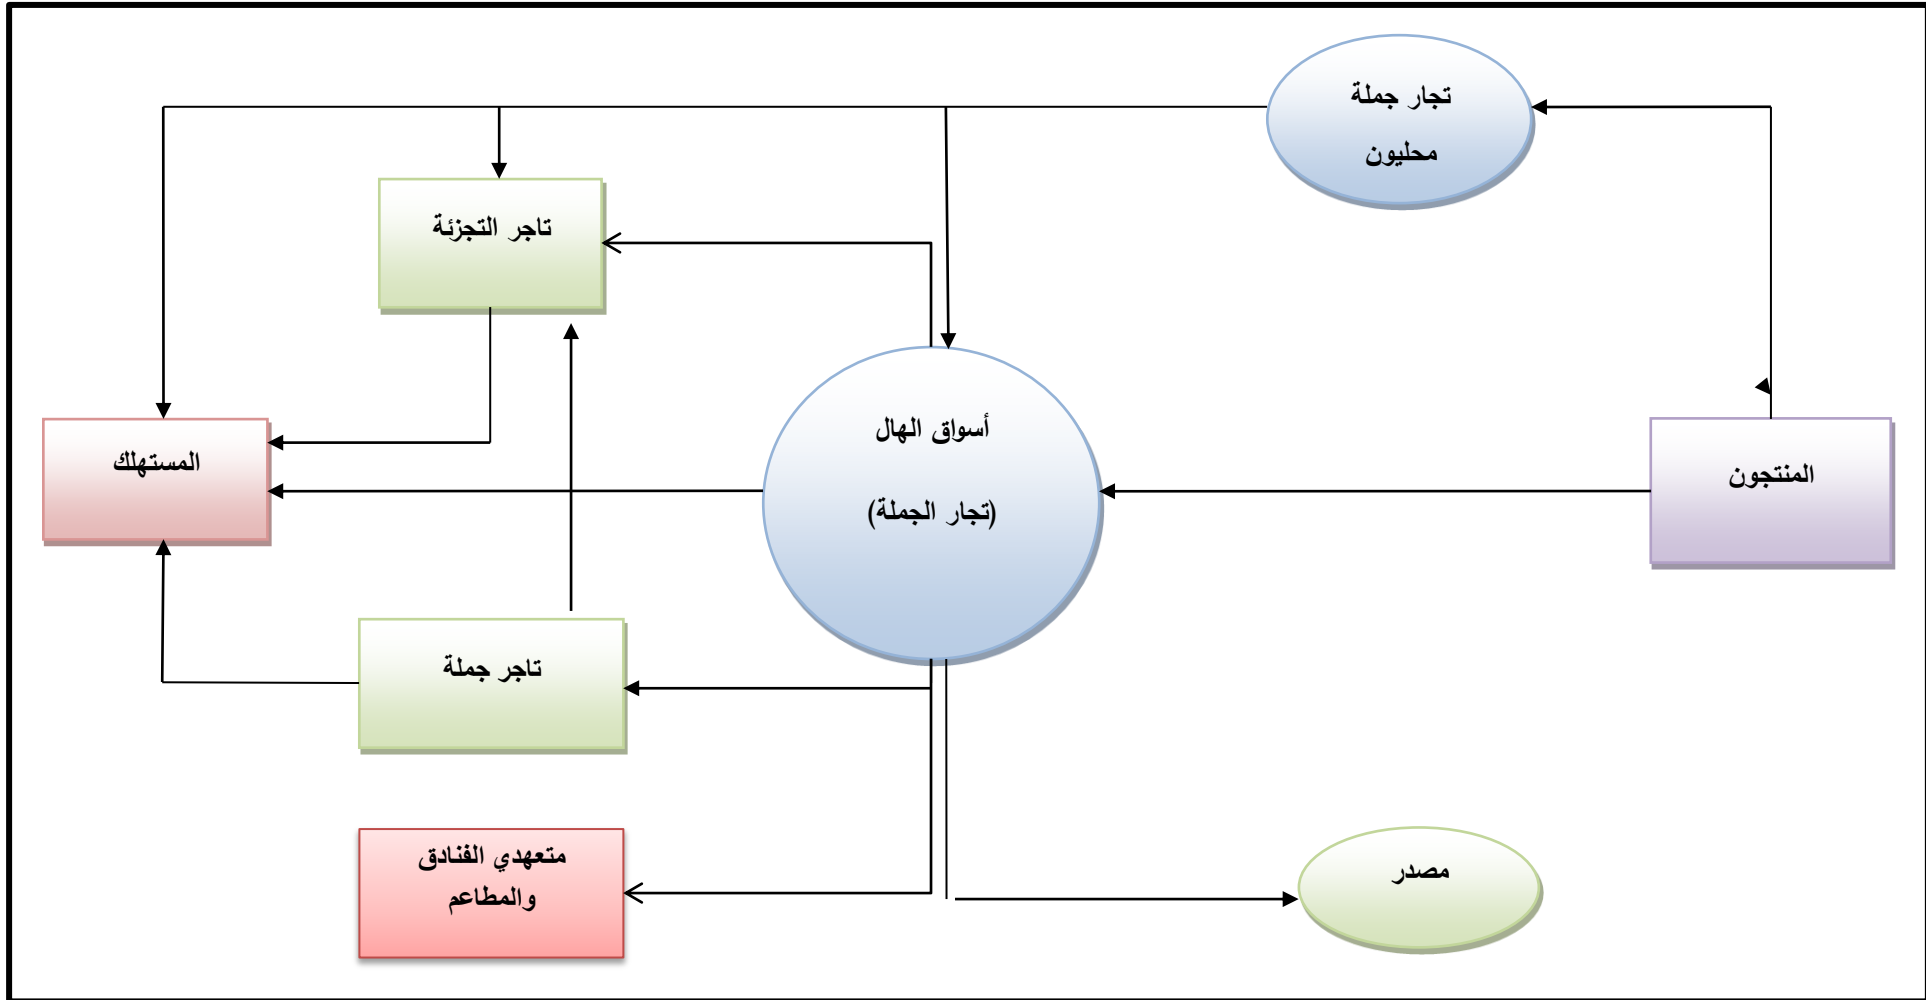 تجار جملة
محليون
تاجر التجزئة
أسواق الهال
(تجار الجملة)
المنتجون
المستهلك
تاجر جملة
متعهدي الفنادق
والمطاعم
مصدر